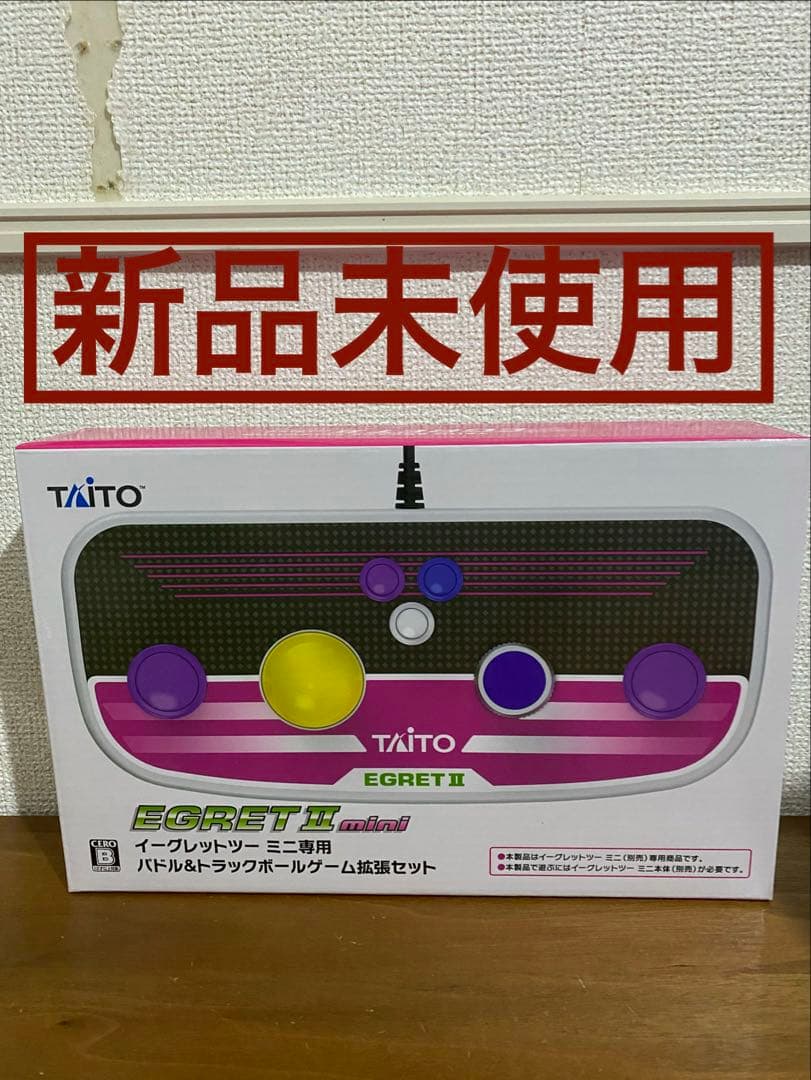 新品未使用
TAITO™
TAITO
EGRET II
EGRET II mini
イーグレットツー ミニ専用
パドル&トラックボールゲーム拡張セット
CERO
B
●本製品はイーグレットツー ミニ（別売）専用商品です。
●本製品で遊ぶにはイーグレットツー ミニ本体（別売）が必要です。